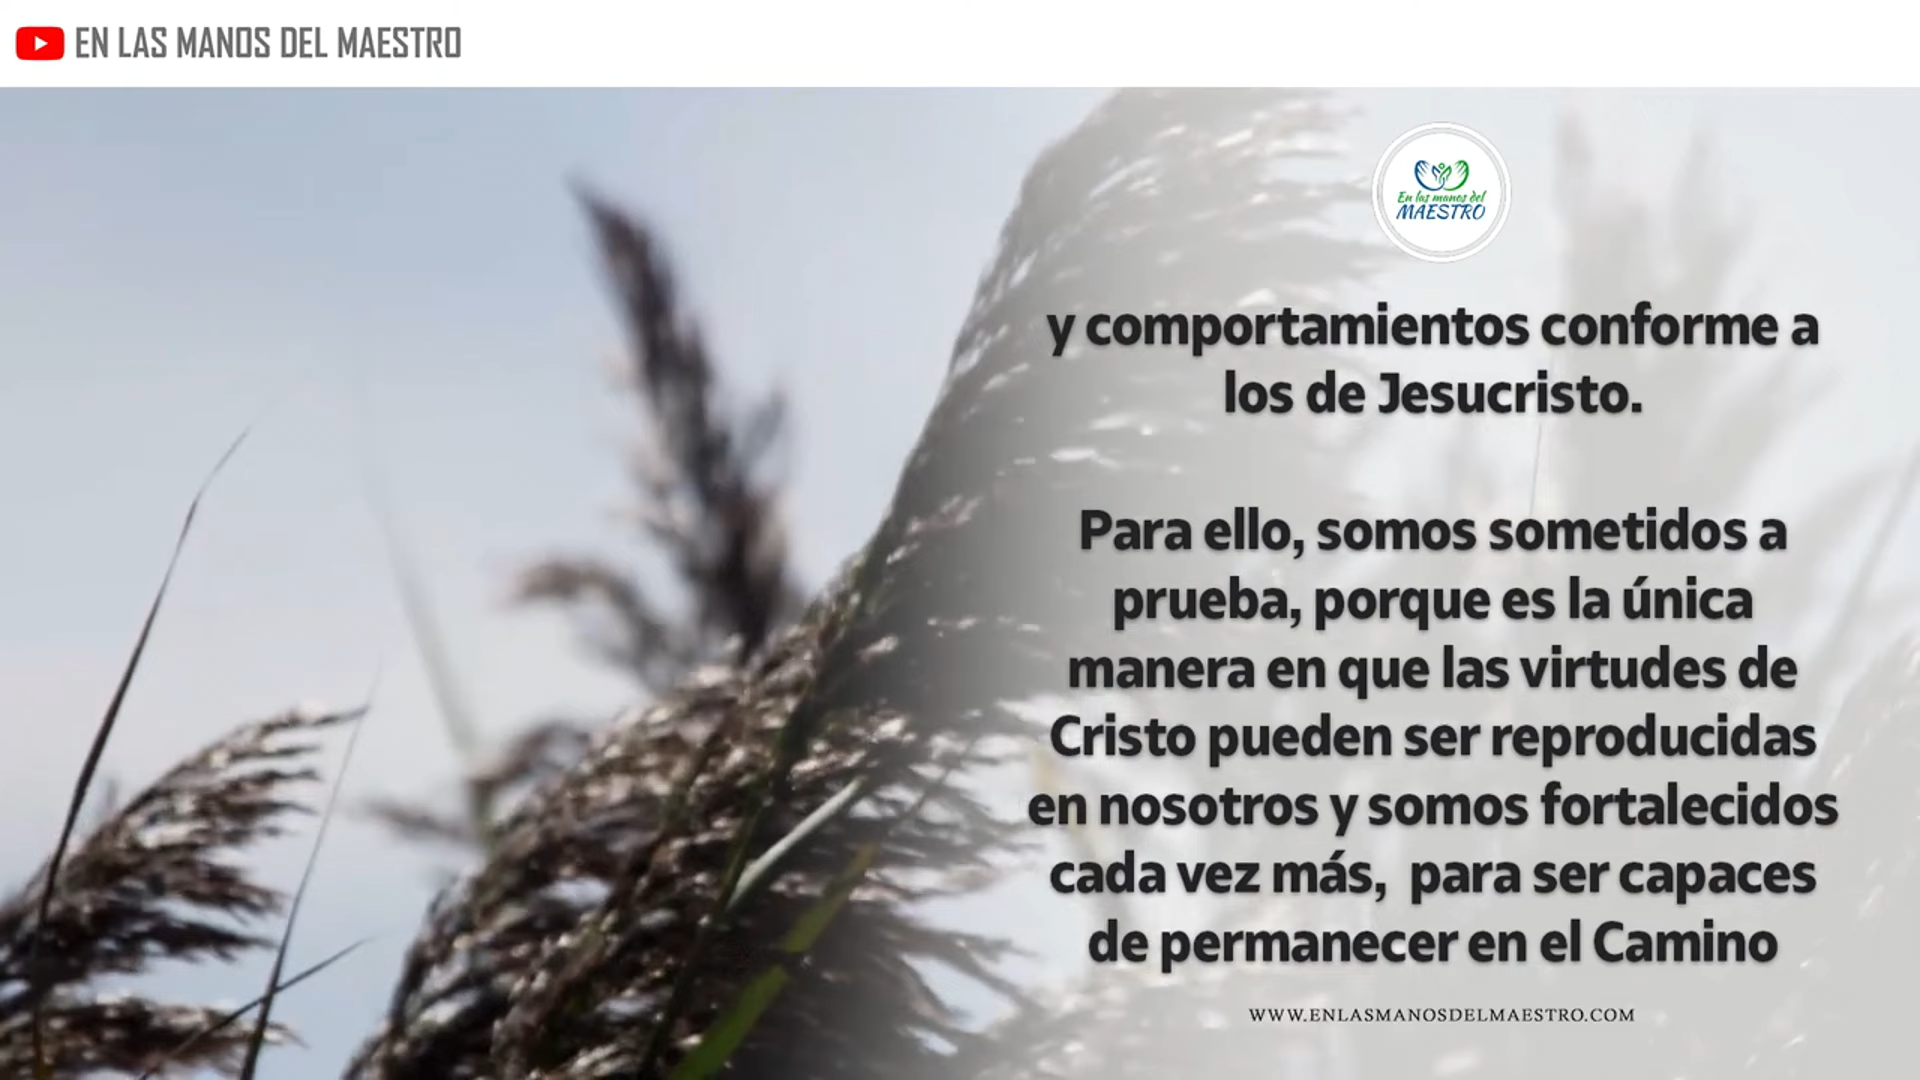 EN LAS MANOS DEL MAESTRO
En las manos del
MAESTRO
y comportamientos conforme a
los de Jesucristo.
Para ello, somos sometidos a
prueba, porque es la única
manera en que las virtudes de
Cristo pueden ser reproducidas
en nosotros y somos fortalecidos
cada vez más,  para ser capaces
de permanecer en el Camino
WWW.ENLASMANOSDELMAESTRO.COM